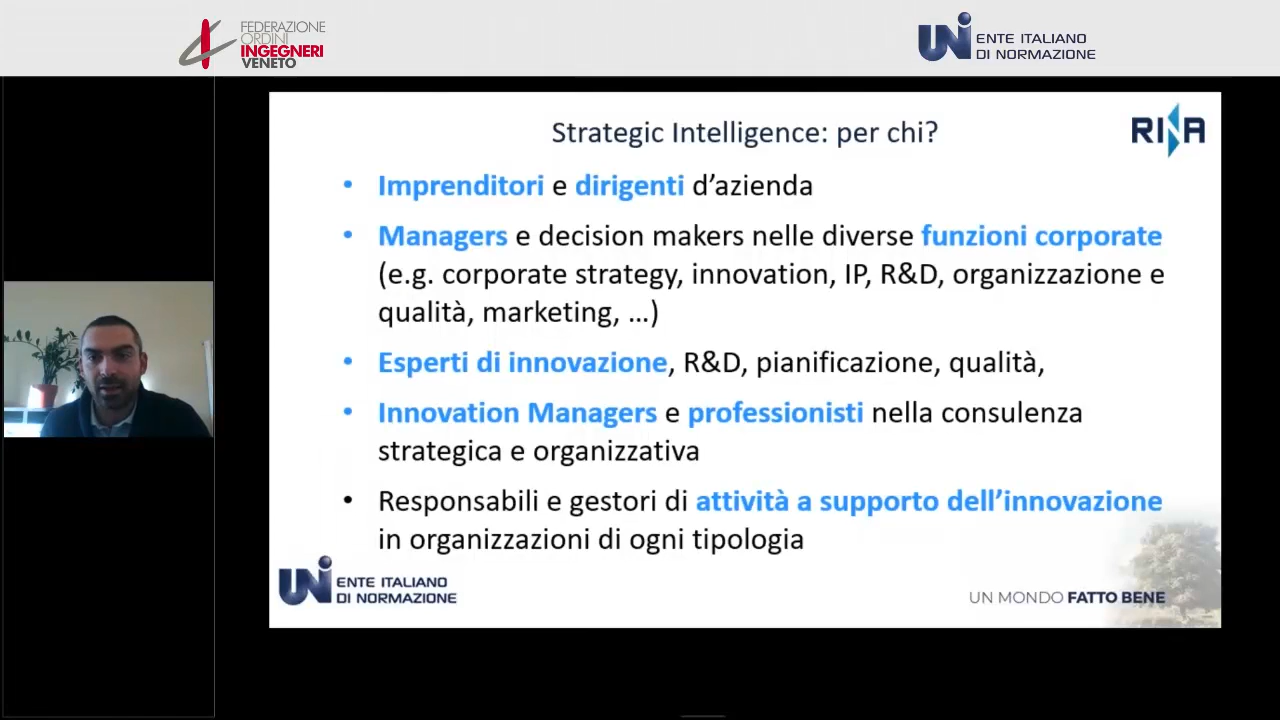 FEDERAZIONE
ORDINI
INGEGNERI
VENETO
UNI ENTE ITALIANO
DI NORMAZIONE
Strategic Intelligence: per chi?
RINA
• Imprenditori e dirigenti d’azienda
• Managers e decision makers nelle diverse funzioni corporate
(e.g. corporate strategy, innovation, IP, R&D, organizzazione e
qualità, marketing, …)
• Esperti di innovazione, R&D, pianificazione, qualità,
• Innovation Managers e professionisti nella consulenza
strategica e organizzativa
• Responsabili e gestori di attività a supporto dell’innovazione
in organizzazioni di ogni tipologia
UNI ENTE ITALIANO
DI NORMAZIONE
UN MONDO FATTO BENE